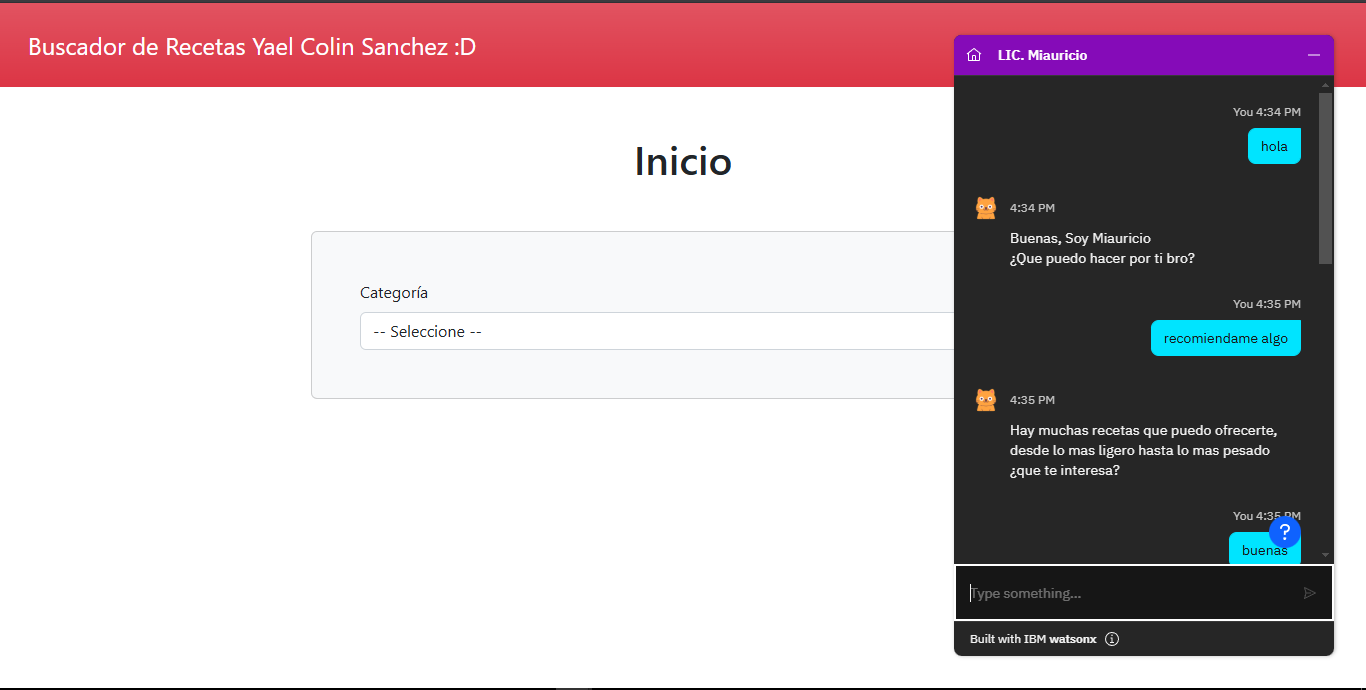 Buscador de Recetas Yael Colin Sanchez :D
Inicio
Categoría
-- Seleccione --
LIC. Miauricio
You 4:34 PM
hola
4:34 PM
Buenas, Soy Miauricio
¿Que puedo hacer por ti bro?
You 4:35 PM
recomiendame algo
4:35 PM
Hay muchas recetas que puedo ofrecerte,
desde lo mas ligero hasta lo mas pesado
¿que te interesa?
You 4:35 PM
?
buenas
Type something...
Built with IBM watsonx